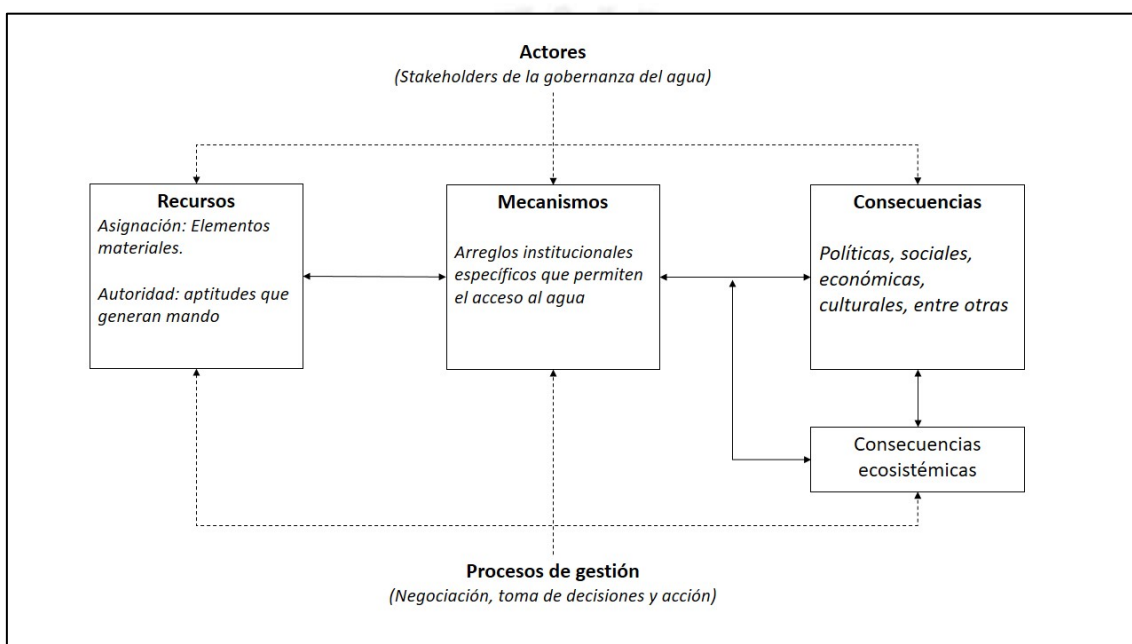 Actores
(Stakeholders de la gobernanza del agua)
Recursos
Asignación: Elementos
materiales.
Autoridad: aptitudes que
generan mando
Mecanismos
Arreglos institucionales
específicos que permiten
el acceso al agua
Consecuencias
Políticas, sociales,
económicas,
culturales, entre otras
Consecuencias
ecosistémicas
Procesos de gestión
(Negociación, toma de decisiones y acción)